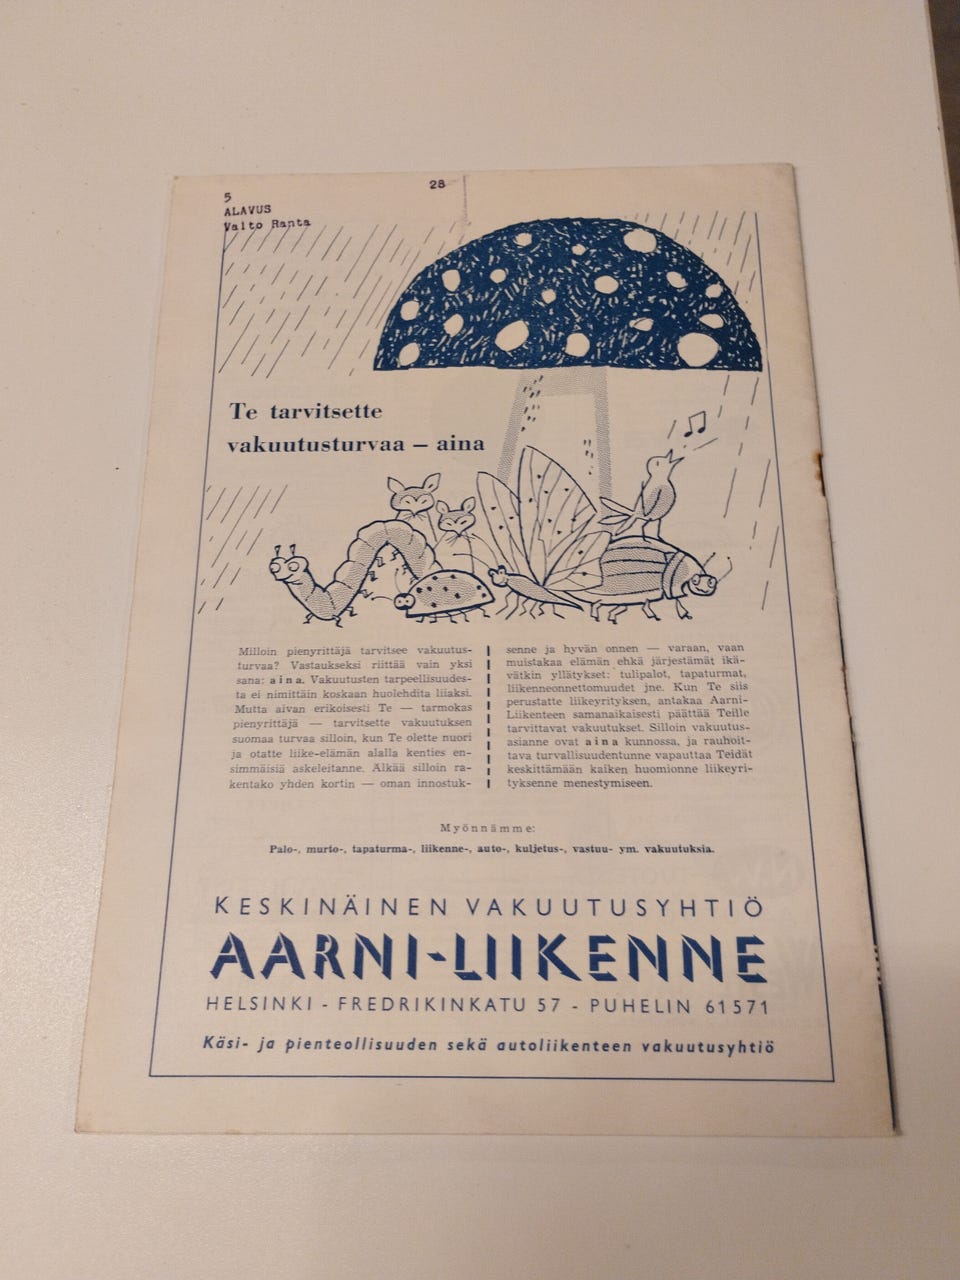 28
5
ALAVUS
Valto Ranta
Te tarvitsette
vakuutusturvaa – aina
Milloin pienyrittäjä tarvitsee vakuutus-
turvaa? Vastaukseksi riittää vain yksi
sana: aina. Vakuutusten tarpeellisuudes-
ta ei nimittäin koskaan huolehdita liiaksi.
Mutta aivan erikoisesti Te — tarmokas
pienyrittäjä — tarvitsette vakuutuksen
suomaa turvaa silloin, kun Te olette nuori
ja otatte liike-elämän alalla kenties en-
simmäisiä askeleitanne. Älkää silloin ra-
kentako yhden kortin — oman innostuk-
senne ja hyvän onnen — varaan, vaan
muistakaa elämän ehkä järjestämät ikä-
vätkin yllätykset: tulipalot, tapaturmat,
liikenneonnettomuudet jne. Kun Te siis
perustatte liikeyrityksen, antakaa Aarni-
Liikenteen samanaikaisesti päättää Teille
tarvittavat vakuutukset. Silloin vakuutus-
asianne ovat aina kunnossa, ja rauhoit-
tava turvallisuudentunne vapauttaa Teidät
keskittämään kaiken huomionne liikeyri-
tyksenne menestymiseen.
Myönnämme:
Palo-, murto-, tapaturma-, liikenne-, auto-, kuljetus-, vastuu- ym. vakuutuksia.
KESKINÄINEN VAKUUTUSYHTIÖ
AARNI-LIIKENNE
HELSINKI - FREDRIKINKATU 57 - PUHELIN 61571
Käsi- ja pienteollisuuden sekä autoliikenteen vakuutusyhtiö